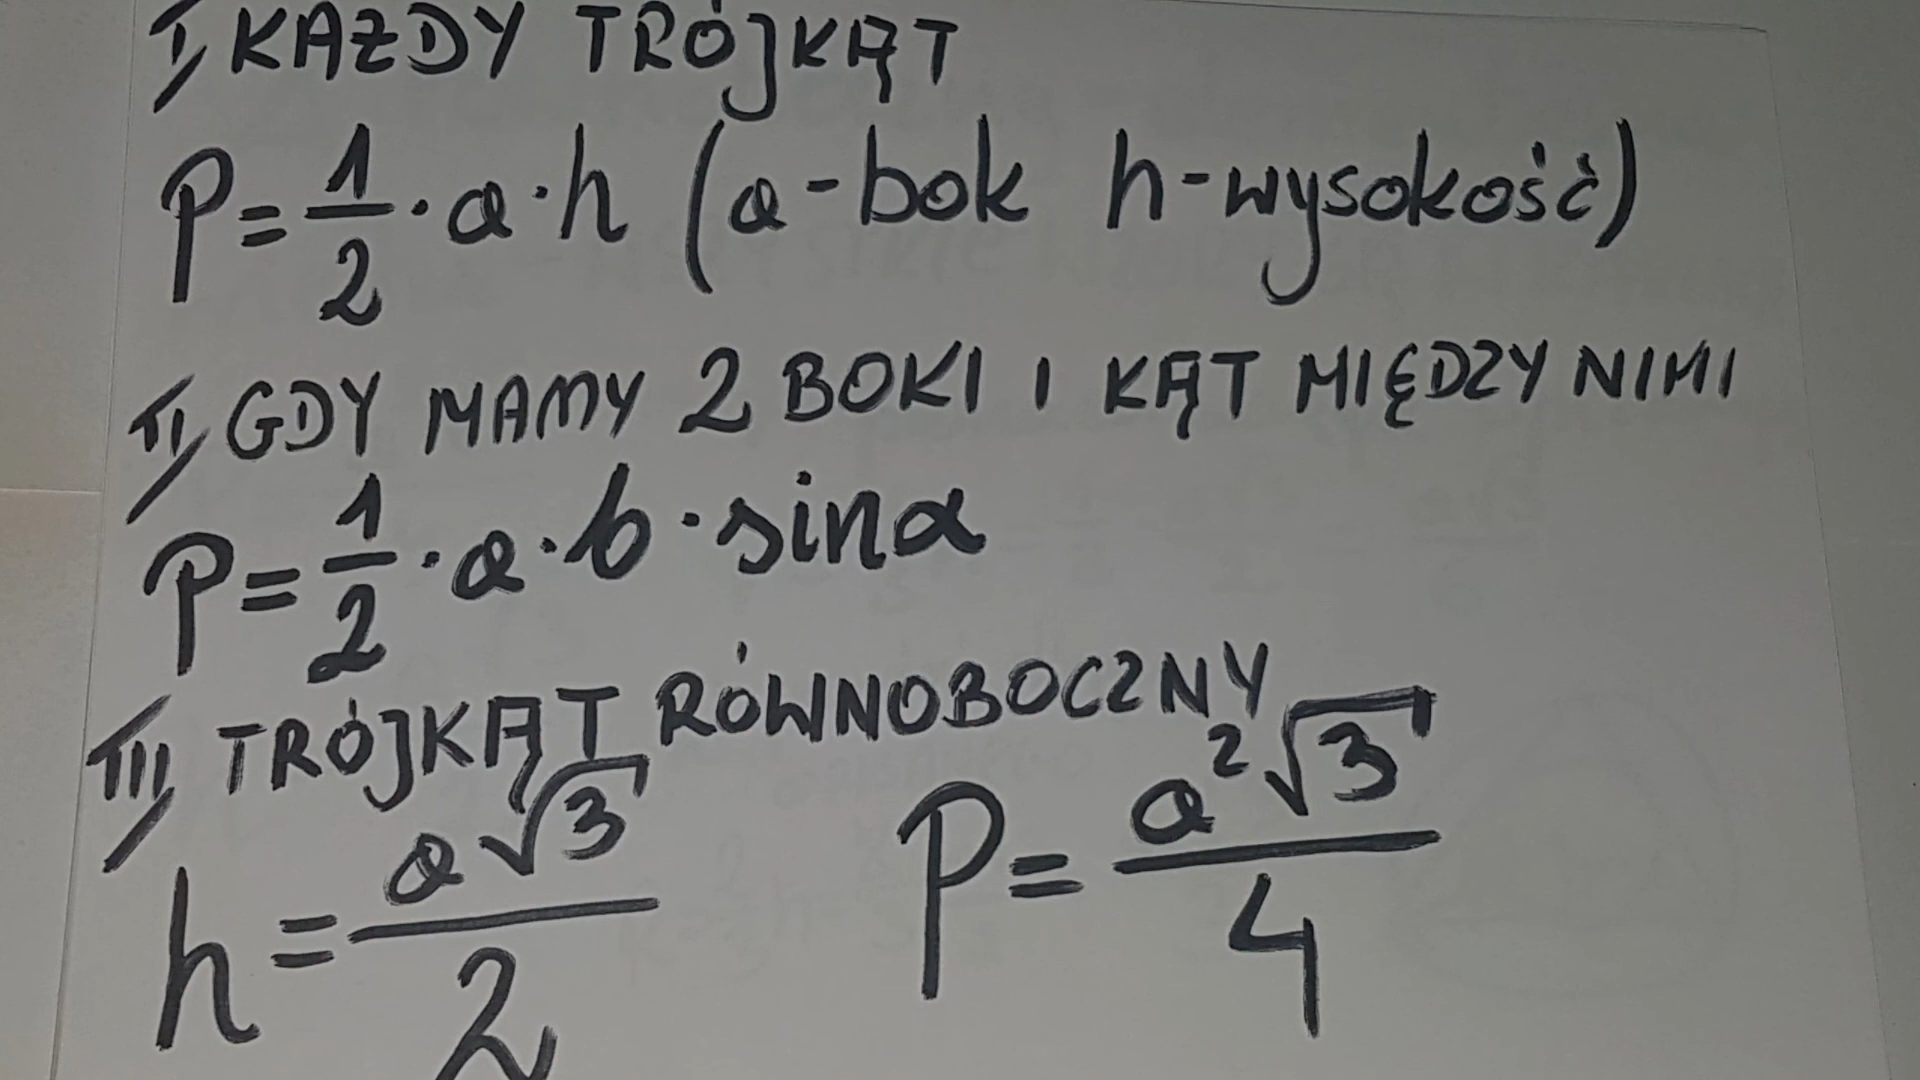 I, KAŻDY TRÓJKĄT
P = 1/2 · a · h (a - bok h - wysokość)
II, GDY MAMY 2 BOKI I KĄT MIĘDZY NIMI
P = 1/2 · a · b · sinα
III, TRÓJKĄT RÓWNOBOCZNY
h = a√3/2 P = a²√3/4